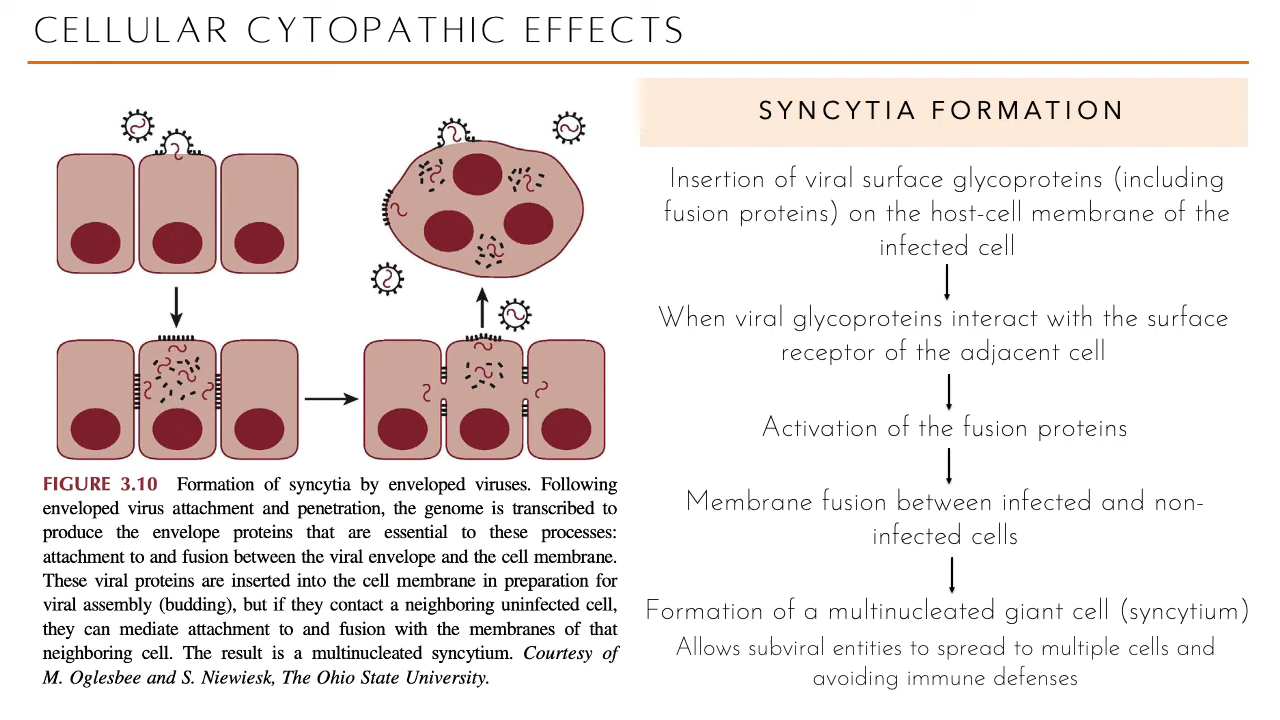 CELLULAR CYTOPATHIC EFFECTS
FIGURE 3.10 Formation of syncytia by enveloped viruses. Following
enveloped virus attachment and penetration, the genome is transcribed to
produce the envelope proteins that are essential to these processes:
attachment to and fusion between the viral envelope and the cell membrane.
These viral proteins are inserted into the cell membrane in preparation for
viral assembly (budding), but if they contact a neighboring uninfected cell,
they can mediate attachment to and fusion with the membranes of that
neighboring cell. The result is a multinucleated syncytium. Courtesy of
M. Oglesbee and S. Niewiesk, The Ohio State University.
SYNCYTIA FORMATION
Insertion of viral surface glycoproteins (including
fusion proteins) on the host-cell membrane of the
infected cell
When viral glycoproteins interact with the surface
receptor of the adjacent cell
Activation of the fusion proteins
Membrane fusion between infected and non-
infected cells
Formation of a multinucleated giant cell (syncytium)
Allows subviral entities to spread to multiple cells and
avoiding immune defenses